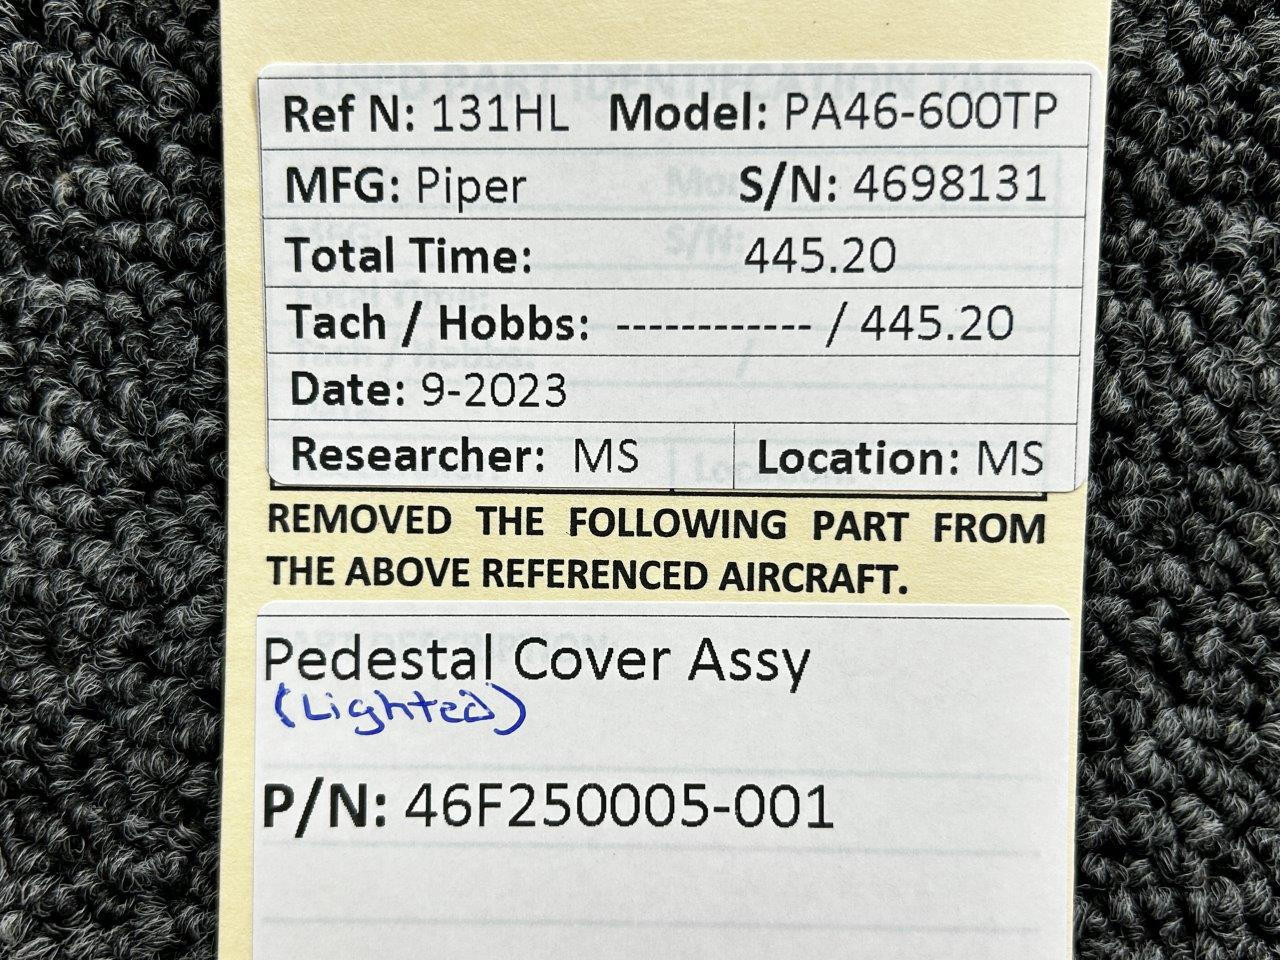 Ref N: 131HL Model: PA46-600TP
MFG: Piper S/N: 4698131
Total Time: 445.20
Tach / Hobbs: ------------ / 445.20
Date: 9-2023
Researcher: MS Location: MS
REMOVED THE FOLLOWING PART FROM
THE ABOVE REFERENCED AIRCRAFT.
Pedestal Cover Assy
(Lighted)
P/N: 46F250005-001